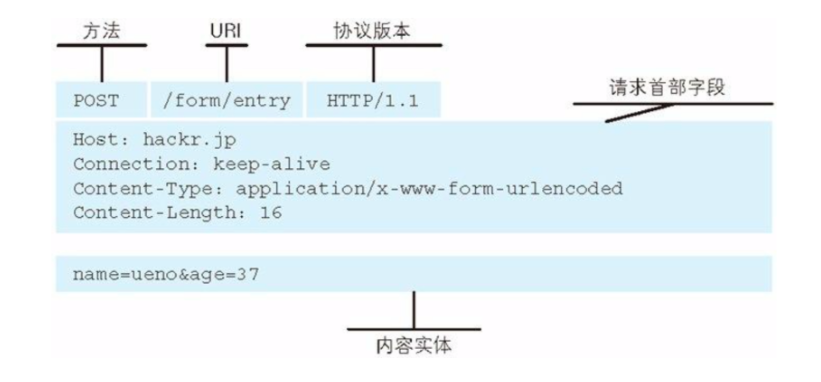 方法 URI 协议版本
请求首部字段
POST /form/entry HTTP/1.1
Host: hackr.jp
Connection: keep-alive
Content-Type: application/x-www-form-urlencoded
Content-Length: 16
name=ueno&age=37
内容实体